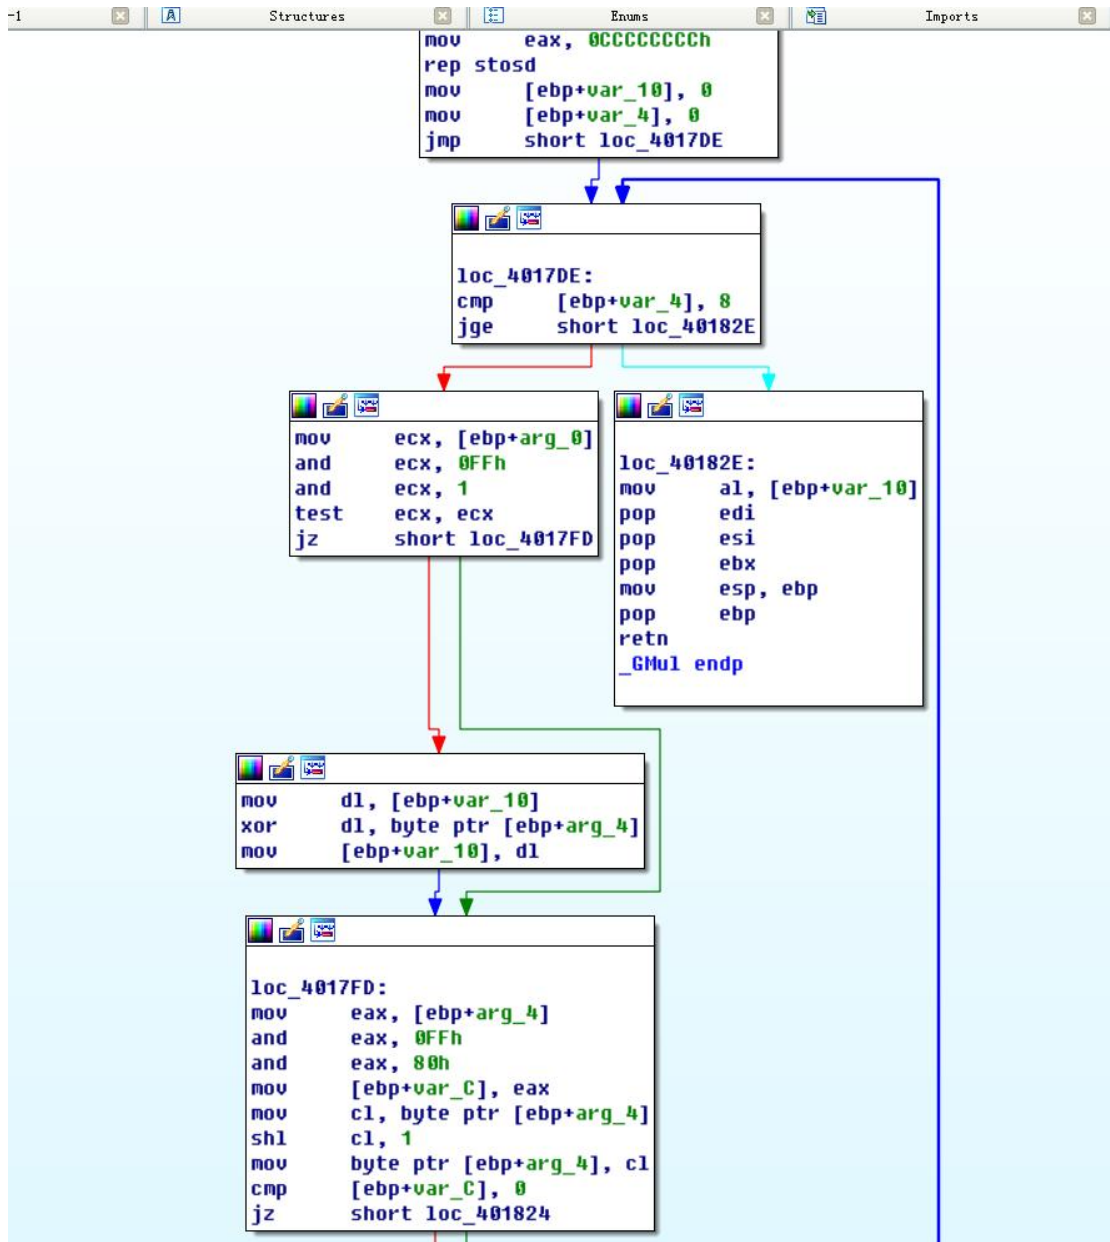 -1 Structures Enums Imports
mov eax, 0CCCCCCCCh
rep stosd
mov [ebp+var_10], 0
mov [ebp+var_4], 0
jmp short loc_4017DE
loc_4017DE:
cmp [ebp+var_4], 8
jge short loc_40182E
mov ecx, [ebp+arg_0]
and ecx, 0FFh
and ecx, 1
test ecx, ecx
jz short loc_4017FD
loc_40182E:
mov al, [ebp+var_10]
pop edi
pop esi
pop ebx
mov esp, ebp
pop ebp
retn
_GMul endp
mov dl, [ebp+var_10]
xor dl, byte ptr [ebp+arg_4]
mov [ebp+var_10], dl
loc_4017FD:
mov eax, [ebp+arg_4]
and eax, 0FFh
and eax, 80h
mov [ebp+var_C], eax
mov cl, byte ptr [ebp+arg_4]
shl cl, 1
mov byte ptr [ebp+arg_4], cl
cmp [ebp+var_C], 0
jz short loc_401824